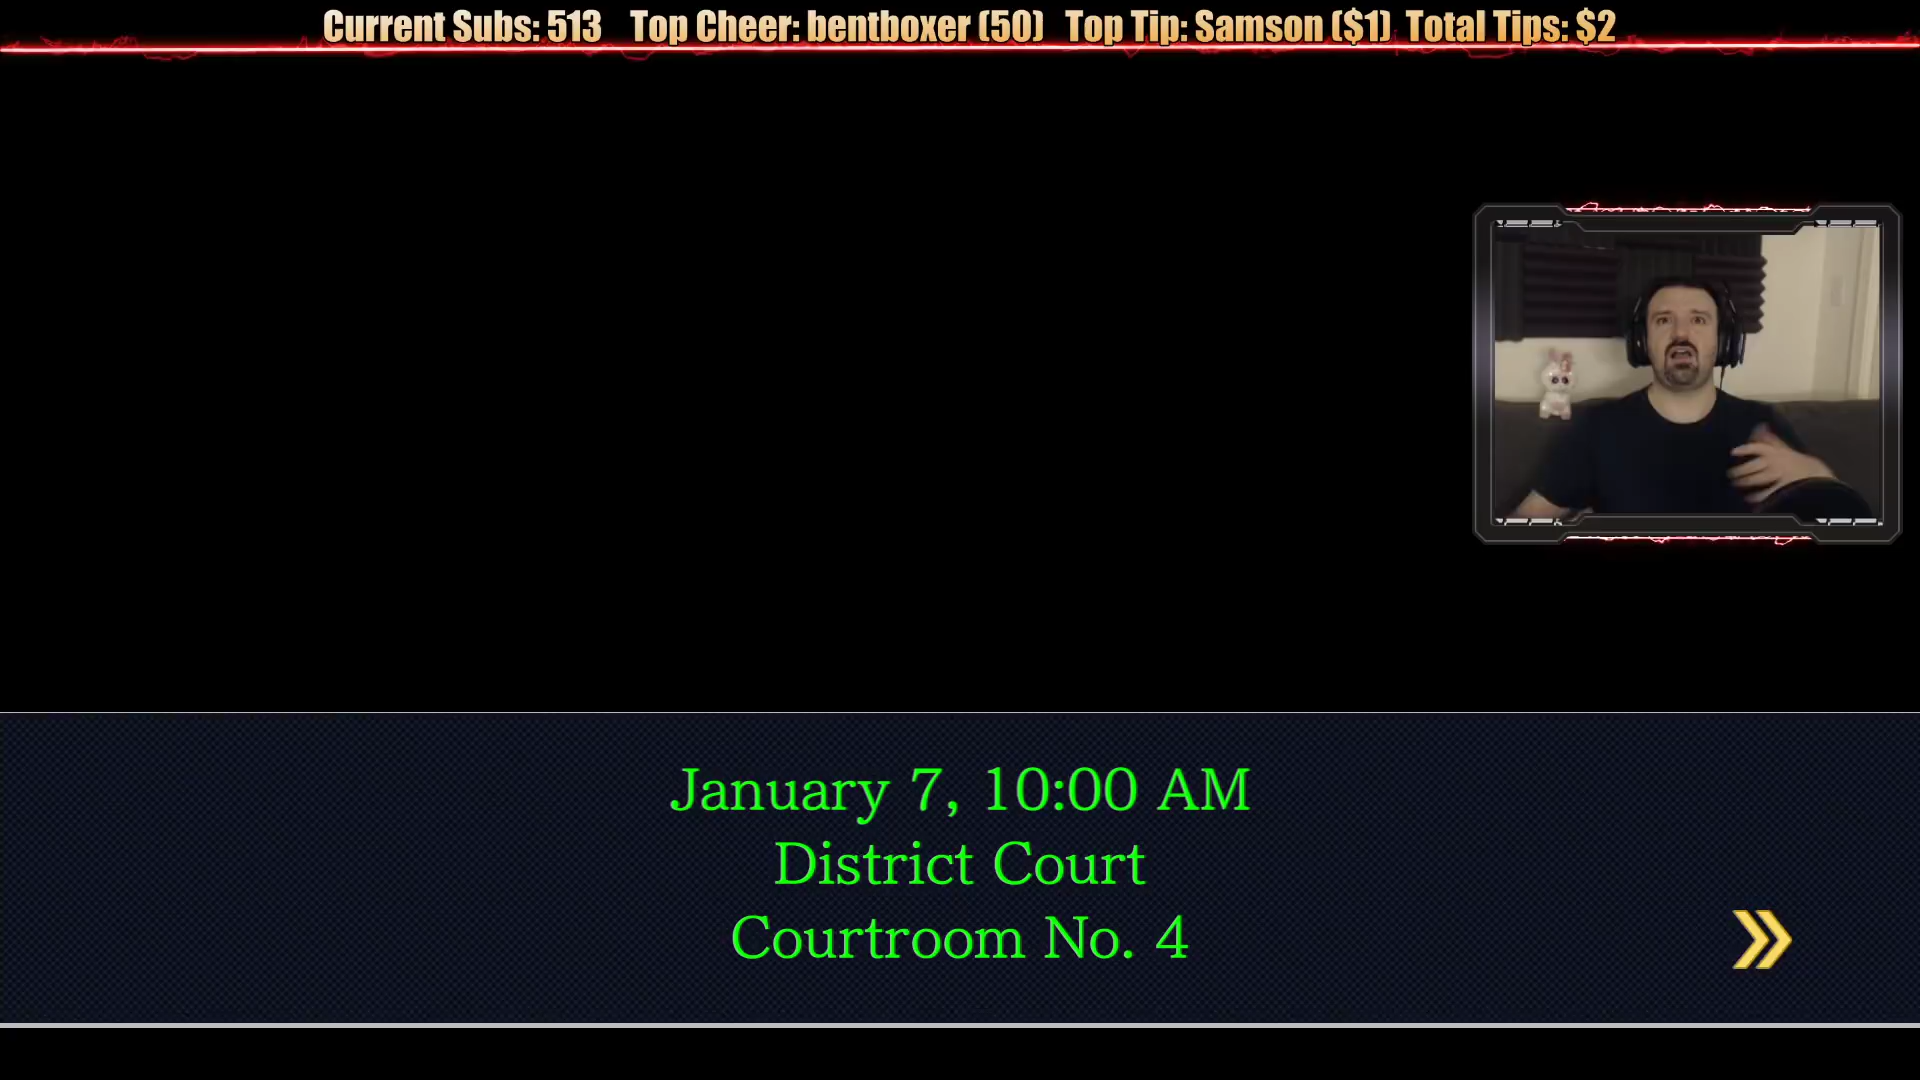 Current Subs: 513 Top Cheer: bentboxer (50) Top Tip: Samson ($1) Total Tips: $2
January 7, 10:00 AM
District Court
Courtroom No. 4